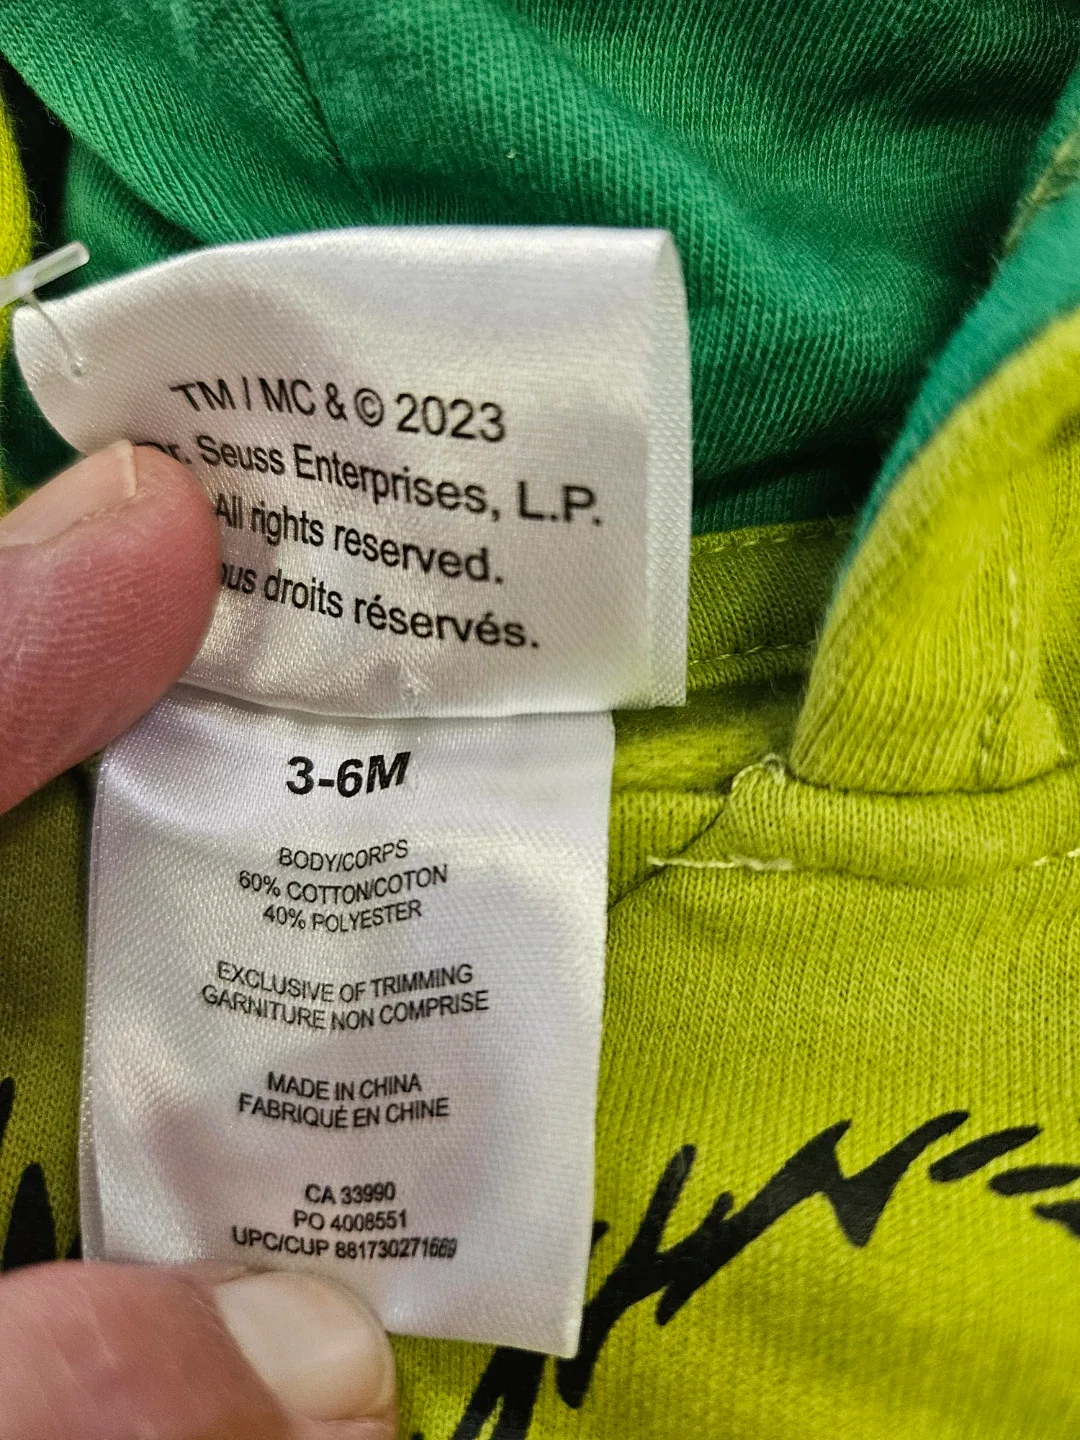 TM / MC & © 2023
Dr. Seuss Enterprises, L.P.
All rights reserved.
ous droits réservés.
3-6M
BODY/CORPS
60% COTTON/COTON
40% POLYESTER
EXCLUSIVE OF TRIMMING
GARNITURE NON COMPRISE
MADE IN CHINA
FABRIQUÉ EN CHINE
CA 33990
PO 4008551
UPC/CUP 881730271669